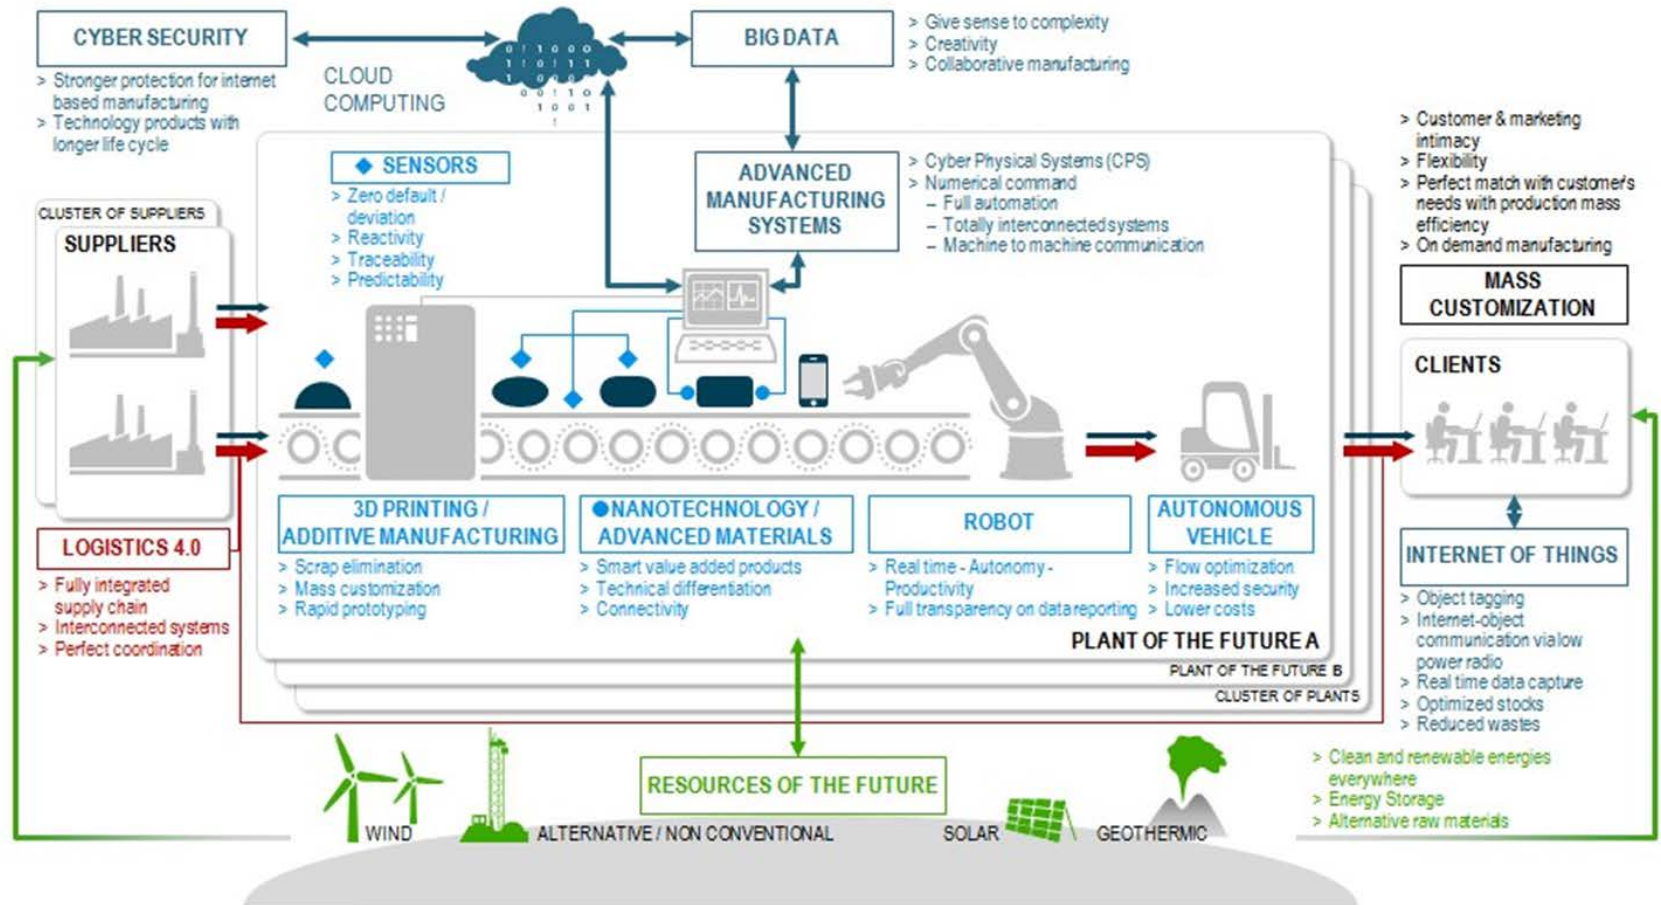 CYBER SECURITY
> Stronger protection for internet
based manufacturing
> Technology products with
longer life cycle
CLOUD
COMPUTING
0 1 1 0 0 0
BIG DATA
> Give sense to complexity
> Creativity
> Collaborative manufacturing
SENSORS
> Zero default /
deviation
> Reactivity
> Traceability
> Predictability
ADVANCED
MANUFACTURING
SYSTEMS
> Cyber Physical Systems (CPS)
> Numerical command
– Full automation
– Totally interconnected systems
– Machine to machine communication
> Customer & marketing
intimacy
> Flexibility
> Perfect match with customer's
needs with production mass
efficiency
> On demand manufacturing
MASS
CUSTOMIZATION
CLUSTER OF SUPPLIERS
SUPPLIERS
CLIENTS
LOGISTICS 4.0
> Fully integrated
supply chain
> Interconnected systems
> Perfect coordination
3D PRINTING /
ADDITIVE MANUFACTURING
> Scrap elimination
> Mass customization
> Rapid prototyping
NANOTECHNOLOGY /
ADVANCED MATERIALS
> Smart value added products
> Technical differentiation
> Connectivity
ROBOT
> Real time - Autonomy -
Productivity
> Full transparency on data reporting
AUTONOMOUS
VEHICLE
> Flow optimization
> Increased security
> Lower costs
PLANT OF THE FUTURE A
PLANT OF THE FUTURE B
CLUSTER OF PLANTS
INTERNET OF THINGS
> Object tagging
> Internet-object
communication via low
power radio
> Real time data capture
> Optimized stocks
> Reduced wastes
RESOURCES OF THE FUTURE
> Clean and renewable energies
everywhere
> Energy Storage
> Alternative raw materials
WIND
ALTERNATIVE / NON CONVENTIONAL
SOLAR
GEOTHERMIC